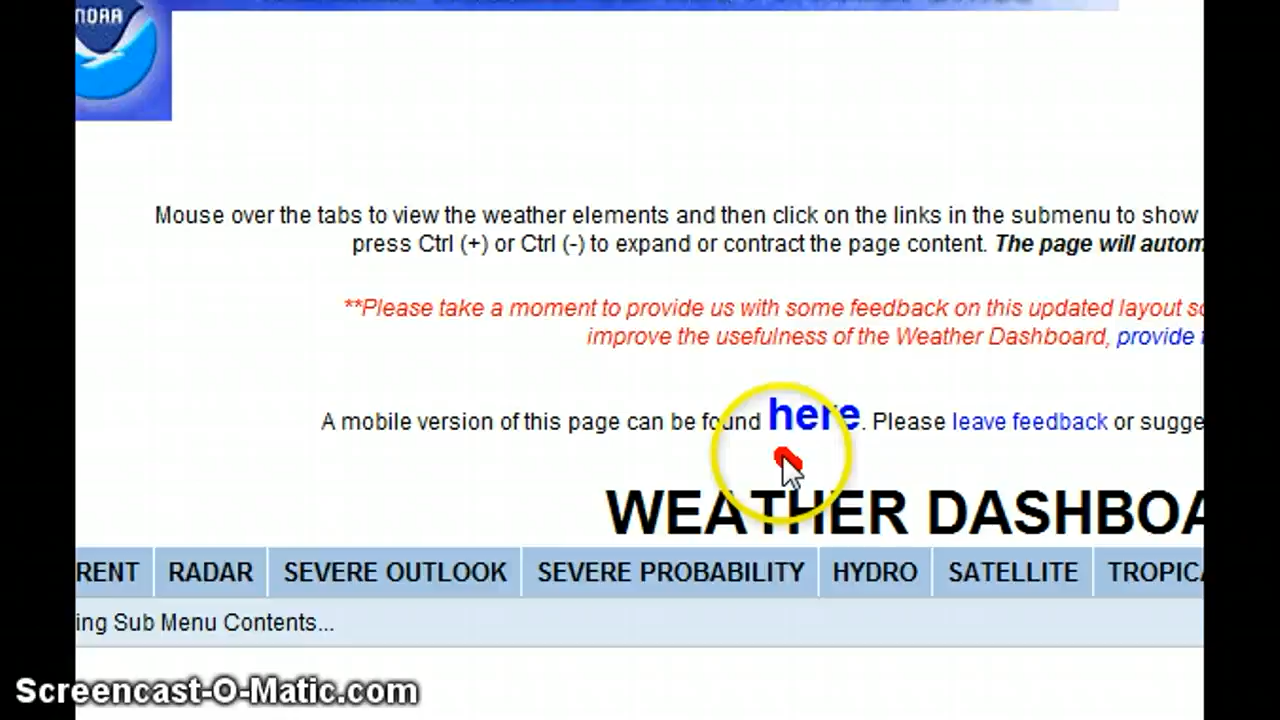 NOAA
Mouse over the tabs to view the weather elements and then click on the links in the submenu to show
press Ctrl (+) or Ctrl (-) to expand or contract the page content. The page will autom
**Please take a moment to provide us with some feedback on this updated layout so
improve the usefulness of the Weather Dashboard, provide
A mobile version of this page can be found here. Please leave feedback or sugge
WEATHER DASHBOA
RENT RADAR SEVERE OUTLOOK SEVERE PROBABILITY HYDRO SATELLITE TROPICA
ing Sub Menu Contents...
Screencast-O-Matic.com